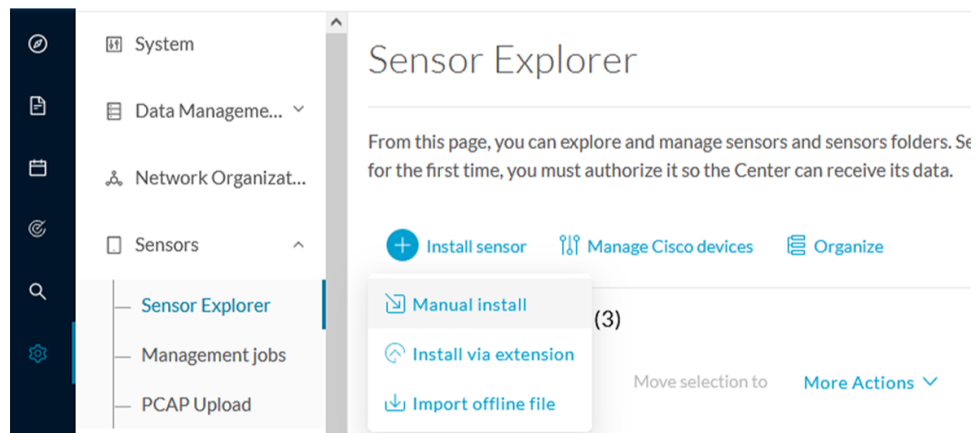 System
Data Manageme...
Network Organizat...
Sensors
Sensor Explorer
Management jobs
PCAP Upload
Sensor Explorer
From this page, you can explore and manage sensors and sensors folders. Se
for the first time, you must authorize it so the Center can receive its data.
Install sensor Manage Cisco devices Organize
Manual install
Install via extension
Import offline file
(3)
Move selection to More Actions